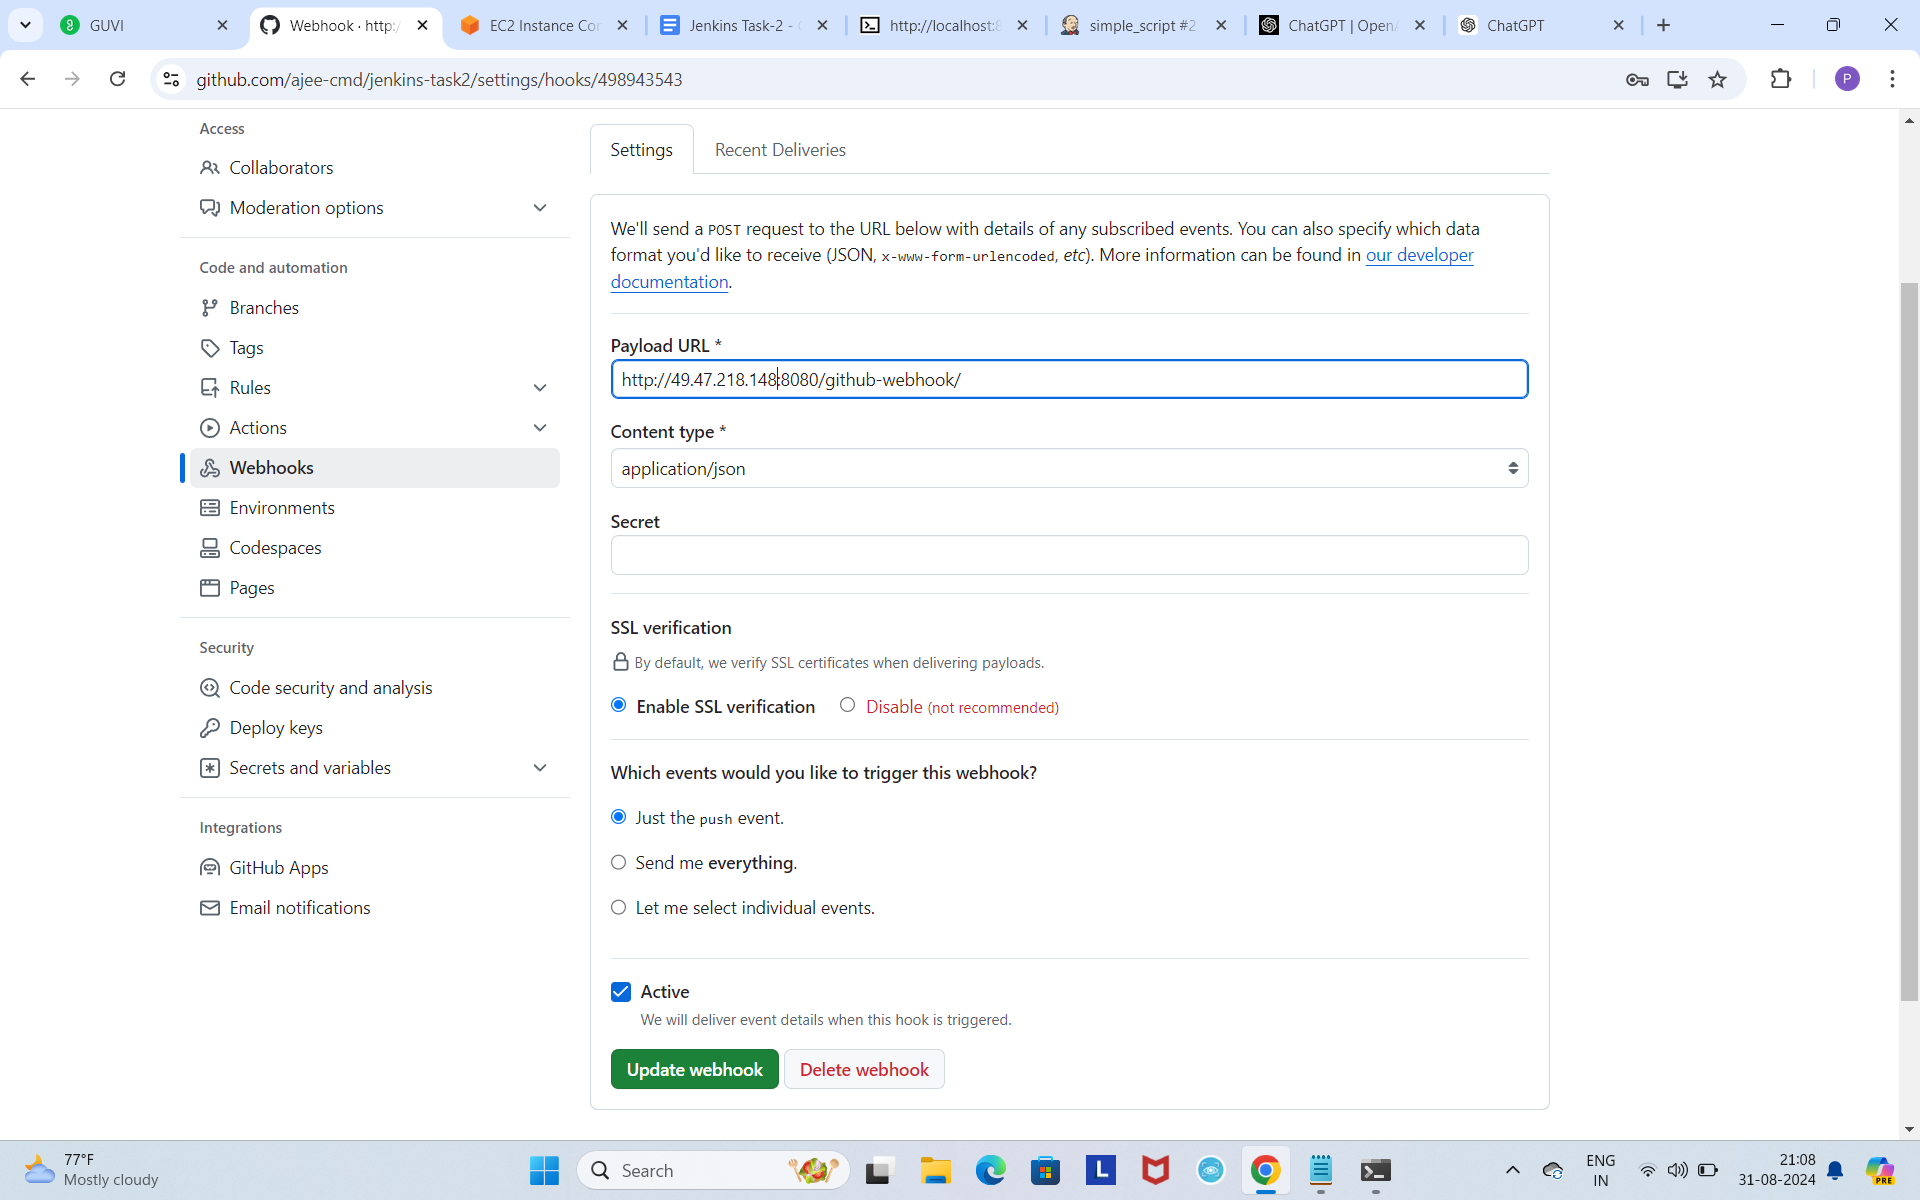 GUVI
Webhook · http:/
EC2 Instance Con
Jenkins Task-2 -
http://localhost:8
simple_script #2
ChatGPT | OpenA
ChatGPT
github.com/ajee-cmd/jenkins-task2/settings/hooks/498943543
P
Access
Collaborators
Moderation options
Code and automation
Branches
Tags
Rules
Actions
Webhooks
Environments
Codespaces
Pages
Security
Code security and analysis
Deploy keys
Secrets and variables
Integrations
GitHub Apps
Email notifications
Settings
Recent Deliveries
We'll send a POST request to the URL below with details of any subscribed events. You can also specify which data
format you'd like to receive (JSON, x-www-form-urlencoded, etc). More information can be found in our developer
documentation.
Payload URL *
http://49.47.218.148:8080/github-webhook/
Content type *
application/json
Secret
SSL verification
By default, we verify SSL certificates when delivering payloads.
Enable SSL verification
Disable (not recommended)
Which events would you like to trigger this webhook?
Just the push event.
Send me everything.
Let me select individual events.
Active
We will deliver event details when this hook is triggered.
Update webhook
Delete webhook
77°F
Mostly cloudy
Search
L
ENG
IN
21:08
31-08-2024
PRE